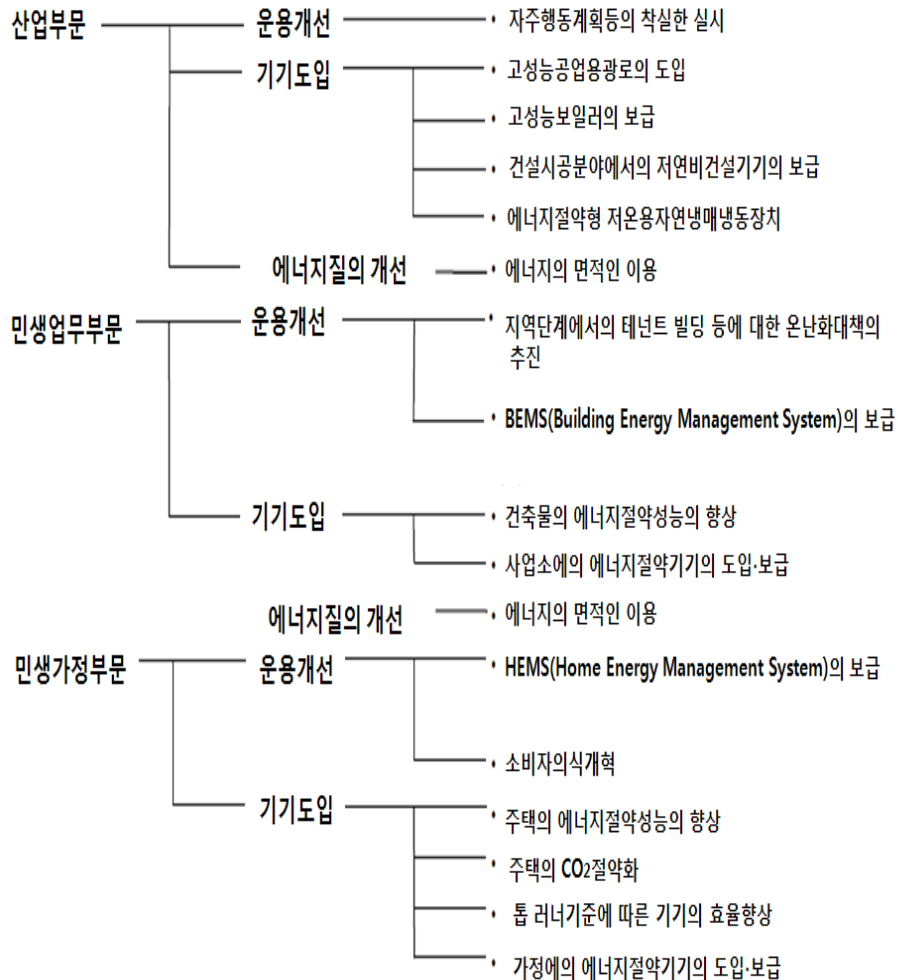 산업부문 운용개선 • 자주행동계획등의 착실한 실시
기기도입 • 고성능공업용광로의 도입
• 고성능보일러의 보급
• 건설시공분야에서의 저연비건설기기의 보급
• 에너지절약형 저온용자연냉매냉동장치
에너지질의 개선 • 에너지의 면적인 이용
민생업무부문 운용개선 • 지역단계에서의 테넌트 빌딩 등에 대한 온난화대책의
추진
• BEMS(Building Energy Management System)의 보급
기기도입 • 건축물의 에너지절약성능의 향상
• 사업소에의 에너지절약기기의 도입·보급
에너지질의 개선 • 에너지의 면적인 이용
민생가정부문 운용개선 • HEMS(Home Energy Management System)의 보급
• 소비자의식개혁
기기도입 • 주택의 에너지절약성능의 향상
• 주택의 CO2절약화
• 톱 러너기준에 따른 기기의 효율향상
• 가정에의 에너지절약기기의 도입·보급